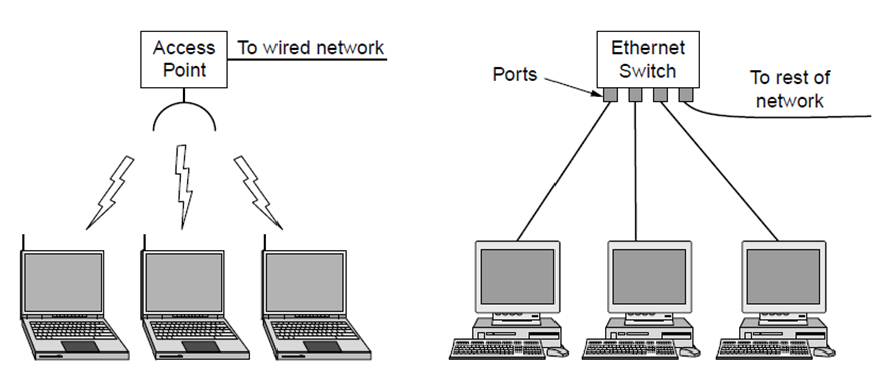 Access
Point
To wired network
Ethernet
Switch
Ports
To rest of
network